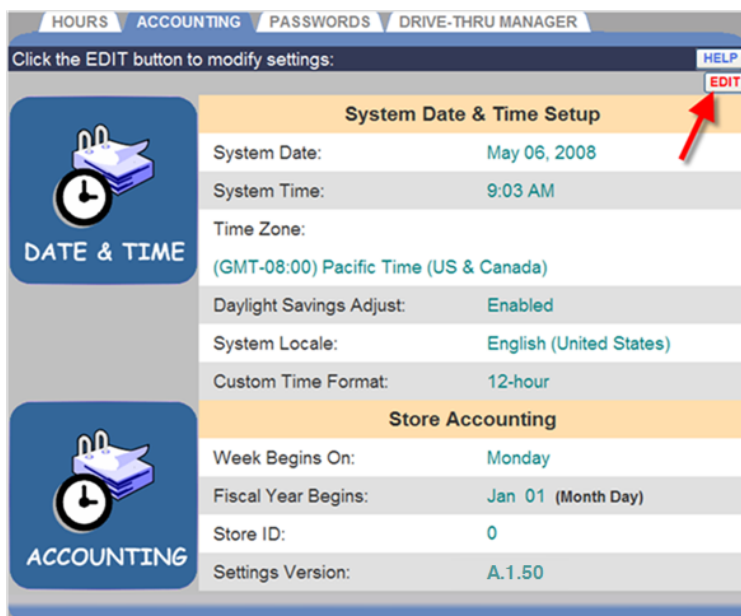 HOURS ACCOUNTING PASSWORDS DRIVE-THRU MANAGER
Click the EDIT button to modify settings: HELP
EDIT
System Date & Time Setup
System Date: May 06, 2008
System Time: 9:03 AM
Time Zone:
DATE & TIME
(GMT-08:00) Pacific Time (US & Canada)
Daylight Savings Adjust: Enabled
System Locale: English (United States)
Custom Time Format: 12-hour
Store Accounting
Week Begins On: Monday
Fiscal Year Begins: Jan 01 (Month Day)
Store ID: 0
ACCOUNTING
Settings Version: A.1.50